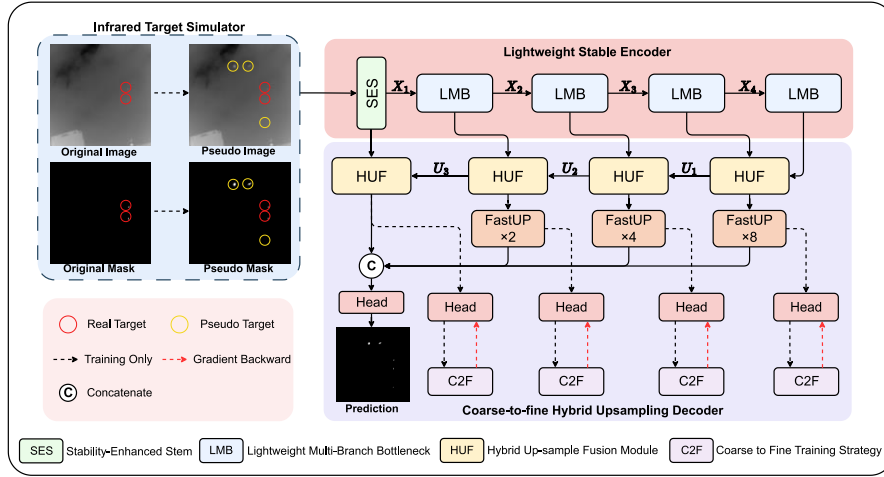 Infrared Target Simulator
Original Image
Pseudo Image
Original Mask
Pseudo Mask
Real Target
Pseudo Target
Training Only
Gradient Backward
C
Concatenate
Lightweight Stable Encoder
SES
X1
LMB
X2
LMB
X3
LMB
X4
LMB
HUF
U3
HUF
U2
HUF
U1
HUF
FastUP
×2
FastUP
×4
FastUP
×8
C
Head
Head
Head
Head
Head
C2F
C2F
C2F
C2F
Prediction
Coarse-to-fine Hybrid Upsampling Decoder
SES
Stability-Enhanced Stem
LMB
Lightweight Multi-Branch Bottleneck
HUF
Hybrid Up-sample Fusion Module
C2F
Coarse to Fine Training Strategy